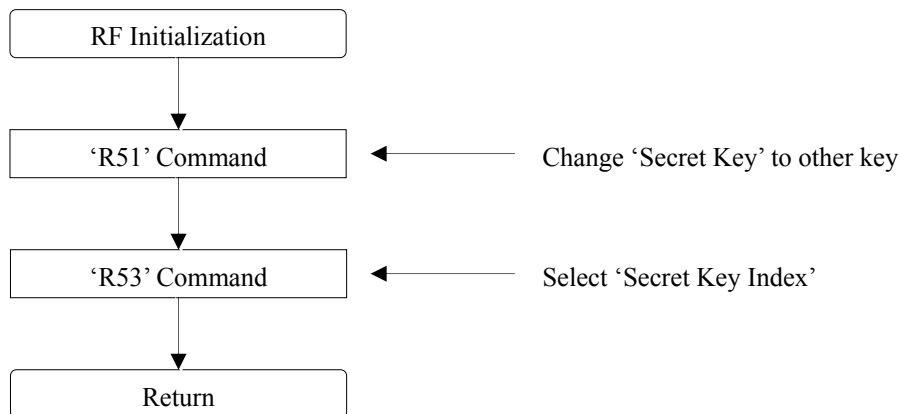 RF Initialization
‘R51’ Command
Change ‘Secret Key’ to other key
‘R53’ Command
Select ‘Secret Key Index’
Return